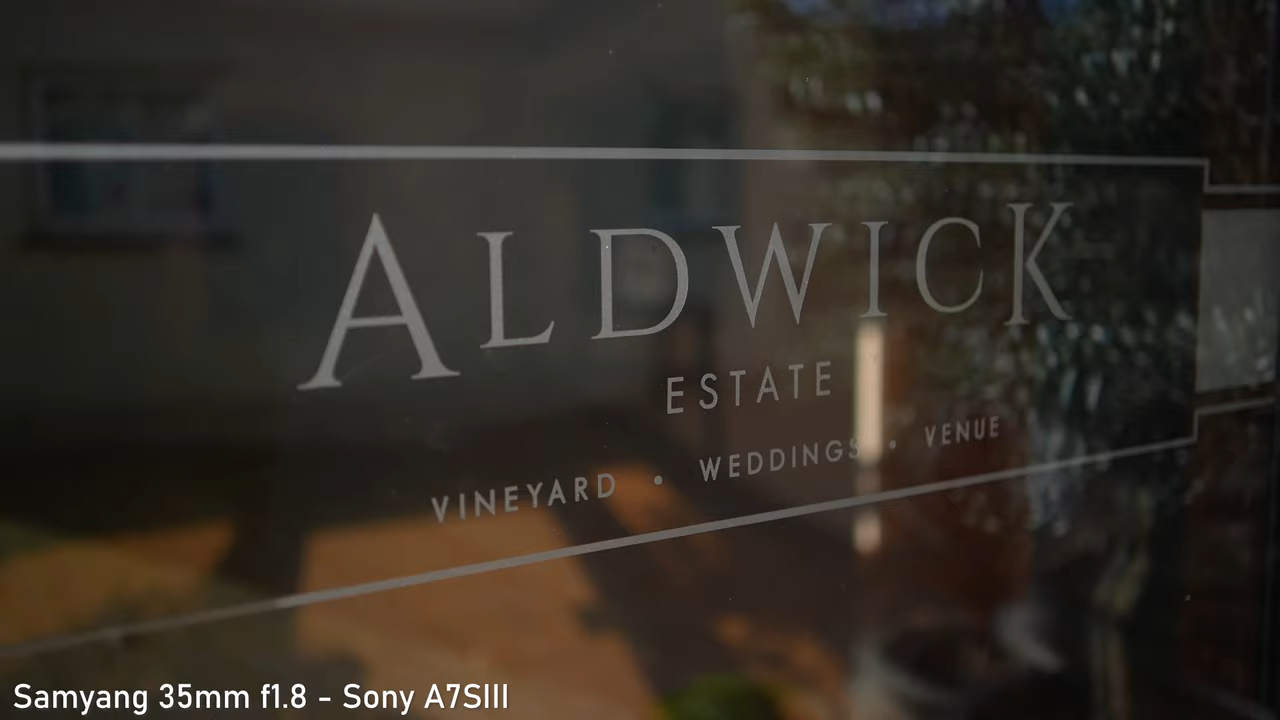 ALDWICK
ESTATE
VINEYARD • WEDDINGS • VENUE
Samyang 35mm f1.8 - Sony A7SIII